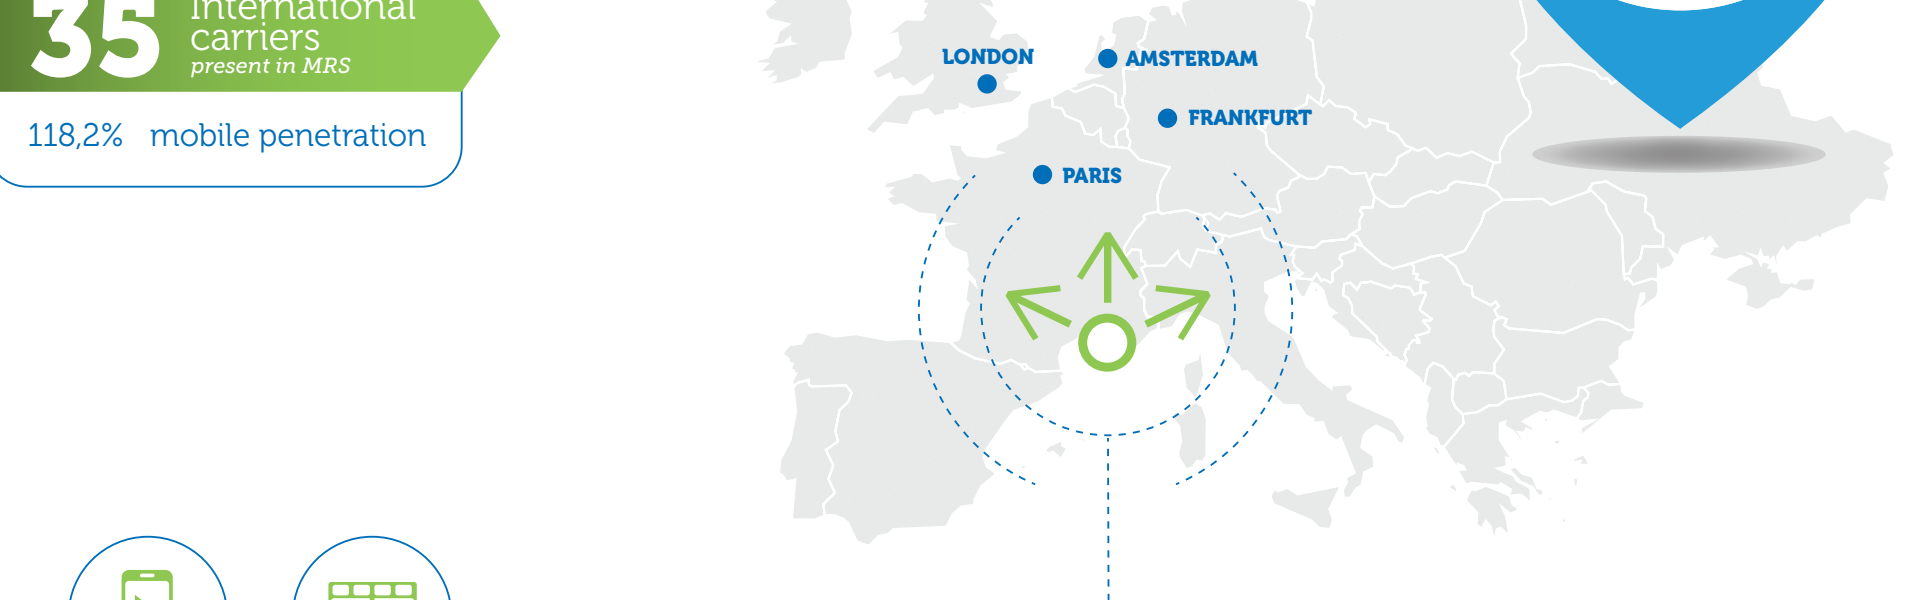 35
International
carriers
present in MRS
118,2% mobile penetration
LONDON
AMSTERDAM
FRANKFURT
PARIS